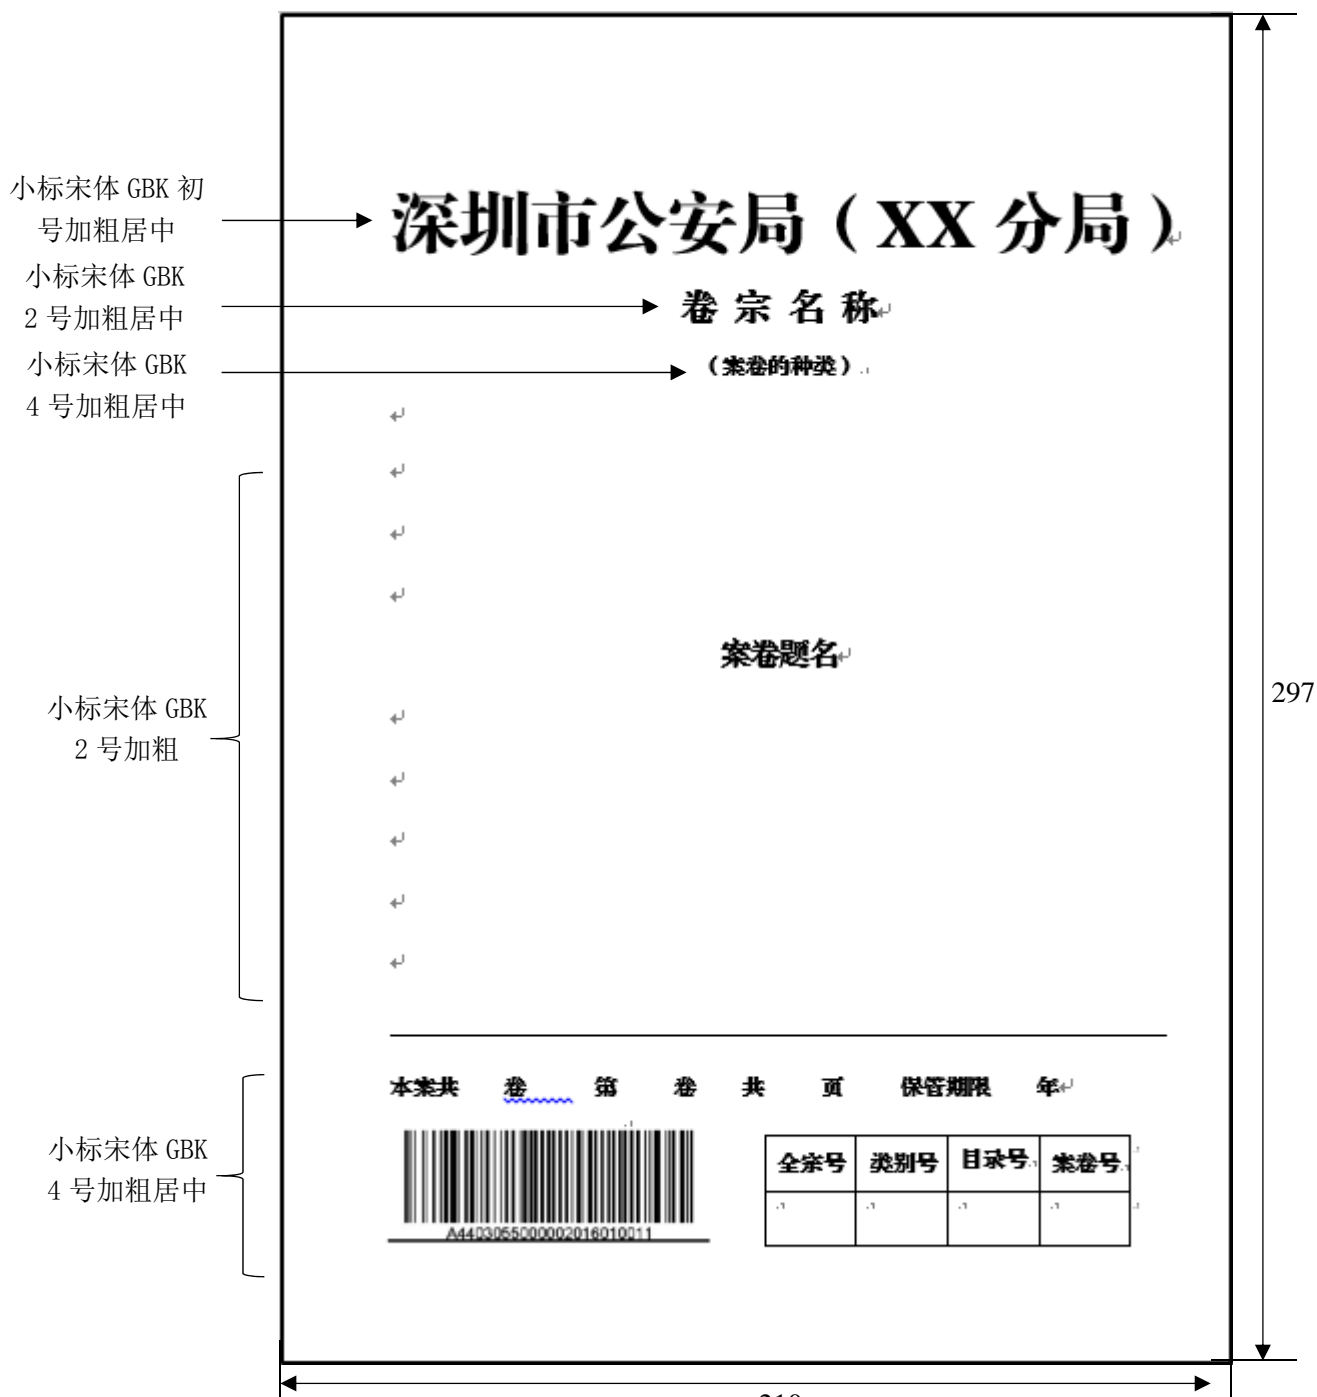 小标宋体 GBK 初
号加粗居中
深圳市公安局（XX 分局）
小标宋体 GBK
2 号加粗居中
卷 宗 名 称
小标宋体 GBK
4 号加粗居中
（案卷的种类）
案卷题名
小标宋体 GBK
2 号加粗
297
本案共 卷 第 卷 共 页 保管期限 年
小标宋体 GBK
4 号加粗居中
A4403055000002016010011
全宗号 类别号 目录号 案卷号